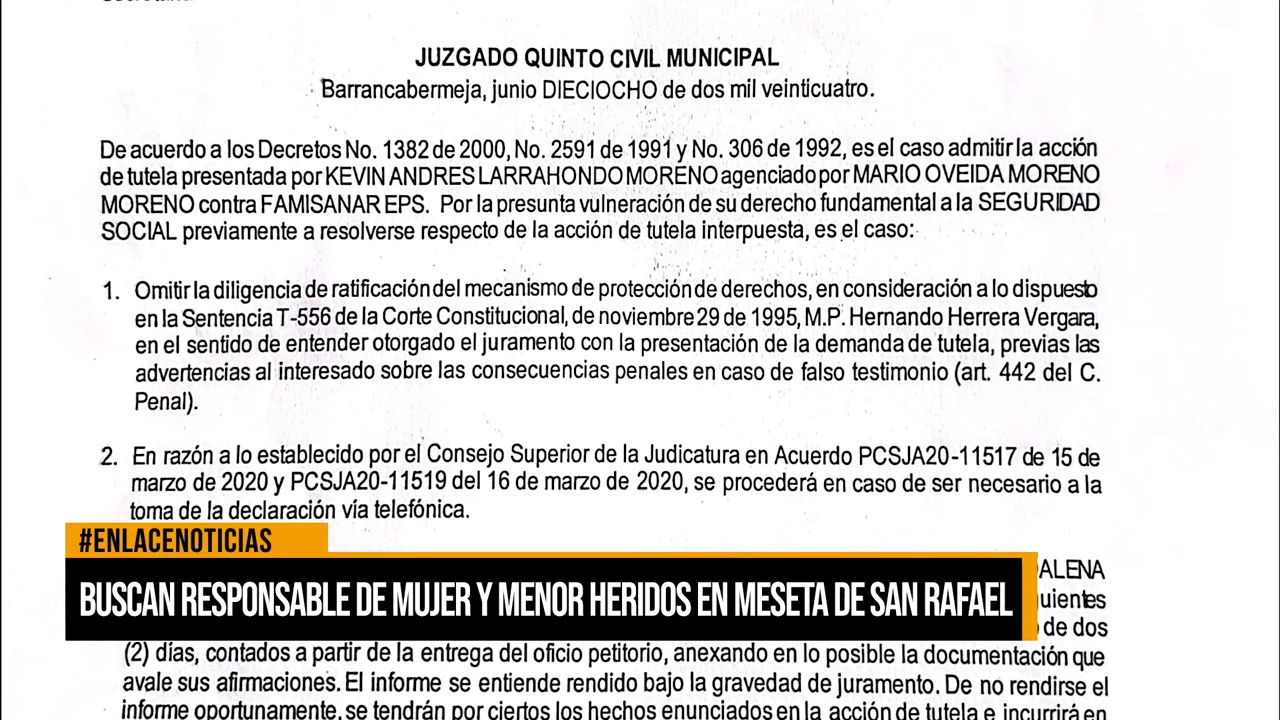 JUZGADO QUINTO CIVIL MUNICIPAL
Barrancabermeja, junio DIECIOCHO de dos mil veinticuatro.
De acuerdo a los Decretos No. 1382 de 2000, No. 2591 de 1991 y No. 306 de 1992, es el caso admitir la acción
de tutela presentada por KEVIN ANDRES LARRAHONDO MORENO agenciado por MARIO OVEIDA MORENO
MORENO contra FAMISANAR EPS. Por la presunta vulneración de su derecho fundamental a la SEGURIDAD
SOCIAL previamente a resolverse respecto de la acción de tutela interpuesta, es el caso:
1. Omitir la diligencia de ratificación del mecanismo de protección de derechos, en consideración a lo dispuesto
en la Sentencia T-556 de la Corte Constitucional, de noviembre 29 de 1995, M.P. Hernando Herrera Vergara,
en el sentido de entender otorgado el juramento con la presentación de la demanda de tutela, previas las
advertencias al interesado sobre las consecuencias penales en caso de falso testimonio (art. 442 del C.
Penal).
2. En razón a lo establecido por el Consejo Superior de la Judicatura en Acuerdo PCSJA20-11517 de 15 de
marzo de 2020 y PCSJA20-11519 del 16 de marzo de 2020, se procederá en caso de ser necesario a la
toma de la declaración vía telefónica.
#ENLACENOTICIAS
BUSCAN RESPONSABLE DE MUJER Y MENOR HERIDOS EN MESETA DE SAN RAFAEL
de dos
(2) días, contados a partir de la entrega del oficio petitorio, anexando en lo posible la documentación que
avale sus afirmaciones. El informe se entiende rendido bajo la gravedad de juramento. De no rendirse el
informe oportunamente, se tendrán por ciertos los hechos enunciados en la acción de tutela e incurrirá en